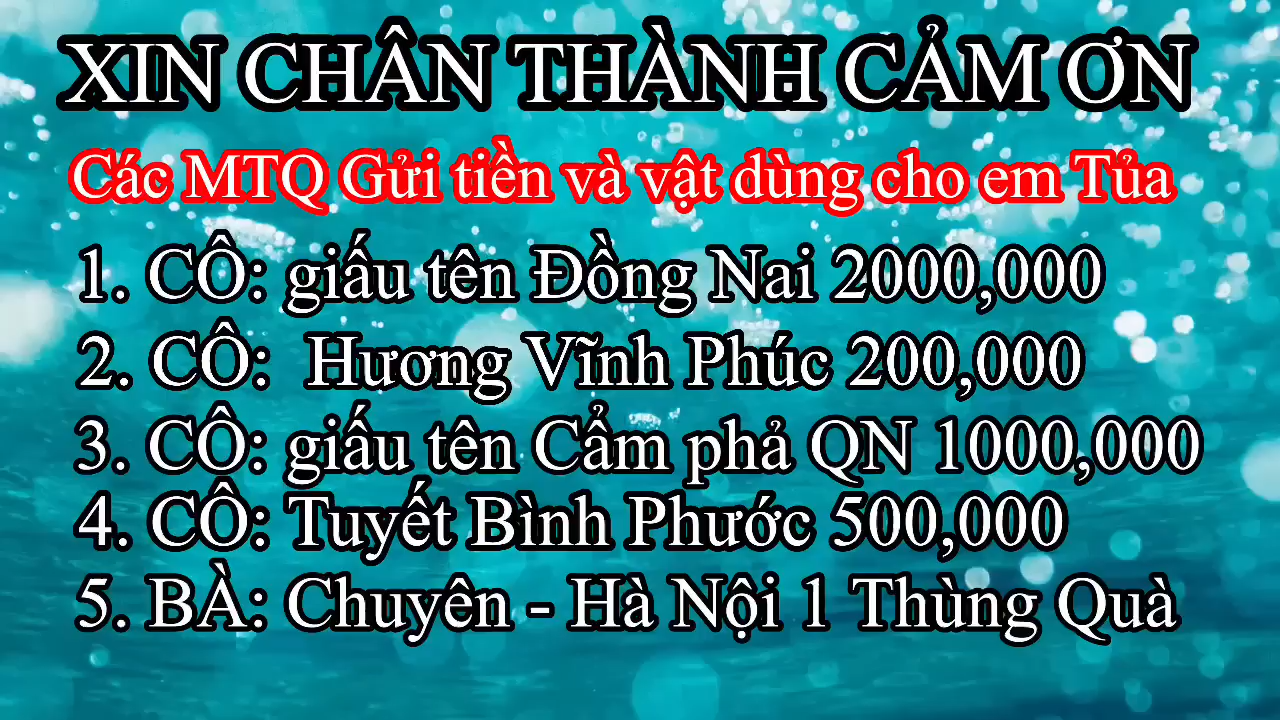 XIN CHÂN THÀNH CẢM ƠN
Các MTQ Gửi tiền và vật dùng cho em Tủa
1. CÔ: giấu tên Đồng Nai 2000,000
2. CÔ: Hương Vĩnh Phúc 200,000
3. CÔ: giấu tên Cẩm phả QN 1000,000
4. CÔ: Tuyết Bình Phước 500,000
5. BÀ: Chuyên - Hà Nội 1 Thùng Quà